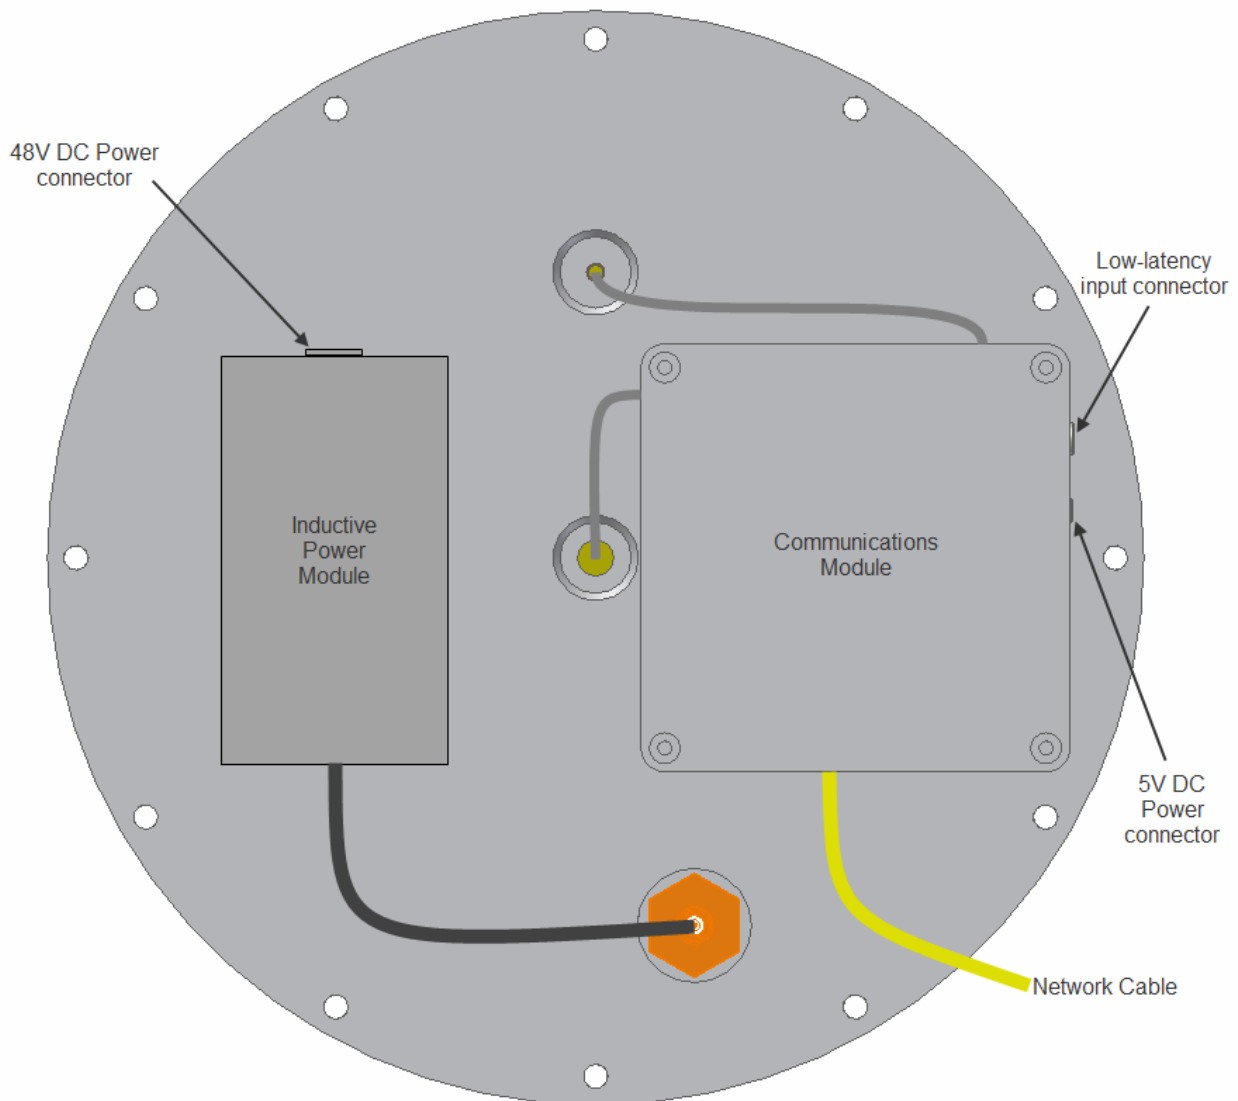 48V DC Power
connector
Low-latency
input connector
Inductive
Power
Module
Communications
Module
5V DC
Power
connector
Network Cable